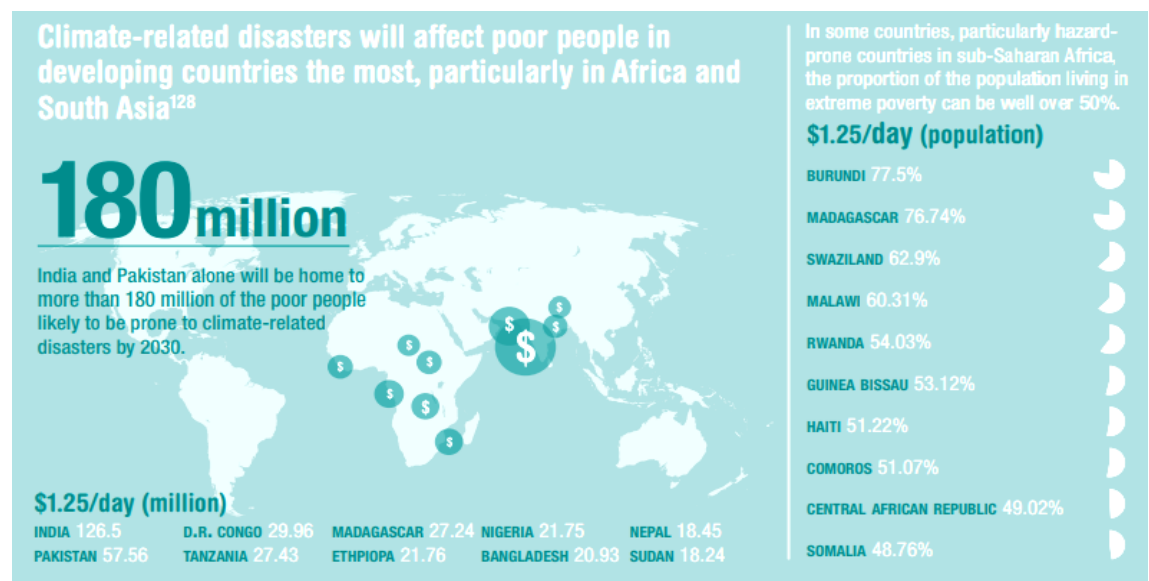 Climate-related disasters will affect poor people in
developing countries the most, particularly in Africa and
South Asia128
180 million
India and Pakistan alone will be home to
more than 180 million of the poor people
likely to be prone to climate-related
disasters by 2030.
$
$
$
$
$
$
$
$
$
$
$1.25/day (million)
INDIA 126.5 D.R. CONGO 29.96 MADAGASCAR 27.24 NIGERIA 21.75 NEPAL 18.45
PAKISTAN 57.56 TANZANIA 27.43 ETHPIOPA 21.76 BANGLADESH 20.93 SUDAN 18.24
In some countries, particularly hazard-
prone countries in sub-Saharan Africa,
the proportion of the population living in
extreme poverty can be well over 50%.
$1.25/day (population)
BURUNDI 77.5%
MADAGASCAR 76.74%
SWAZILAND 62.9%
MALAWI 60.31%
RWANDA 54.03%
GUINEA BISSAU 53.12%
HAITI 51.22%
COMOROS 51.07%
CENTRAL AFRICAN REPUBLIC 49.02%
SOMALIA 48.76%